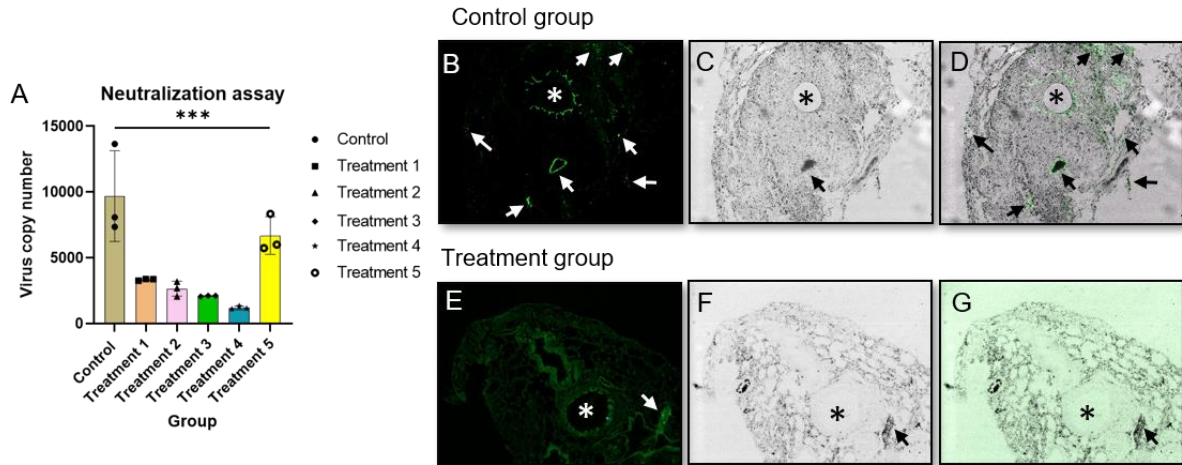 Control group
A
Neutralization assay
***
15000
10000
5000
0
Virus copy number
Control
Treatment 1
Treatment 2
Treatment 3
Treatment 4
Treatment 5
Group
Control
Treatment 1
Treatment 2
Treatment 3
Treatment 4
Treatment 5
B
*
C
*
D
*
Treatment group
E
*
F
*
G
*